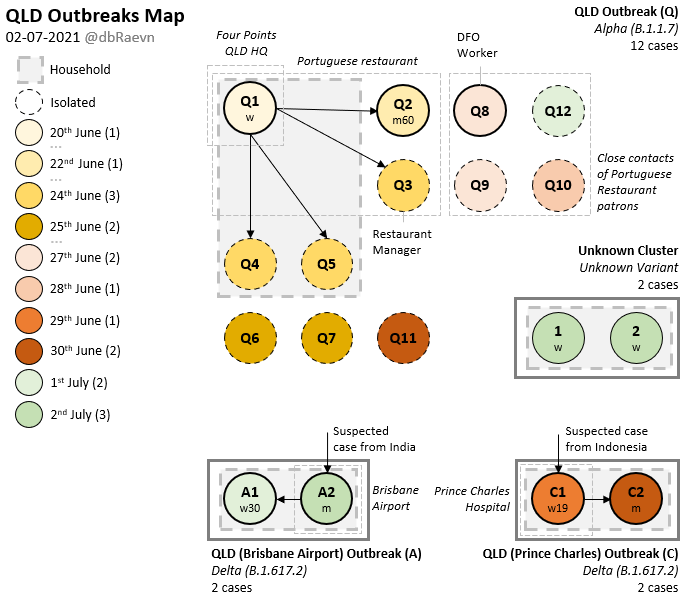 QLD Outbreaks Map
02-07-2021 @dbRaevn
Household
Isolated
20th June (1)
...
22nd June (1)
...
24th June (3)
25th June (2)
...
27th June (2)
28th June (1)
29th June (1)
30th June (2)
1st July (2)
2nd July (3)
Four Points
QLD HQ
Portuguese restaurant
DFO
Worker
QLD Outbreak (Q)
Alpha (B.1.1.7)
12 cases
Q1
w
Q2
m60
Q8
Q12
Q3
Q9
Q10
Close contacts
of Portuguese
Restaurant
patrons
Restaurant
Manager
Q4
Q5
Q6
Q7
Q11
Unknown Cluster
Unknown Variant
2 cases
1
w
2
w
Suspected
case from India
A1
w30
A2
m
Brisbane
Airport
QLD (Brisbane Airport) Outbreak (A)
Delta (B.1.617.2)
2 cases
Suspected case
from Indonesia
Prince Charles
Hospital
C1
w19
C2
m
QLD (Prince Charles) Outbreak (C)
Delta (B.1.617.2)
2 cases